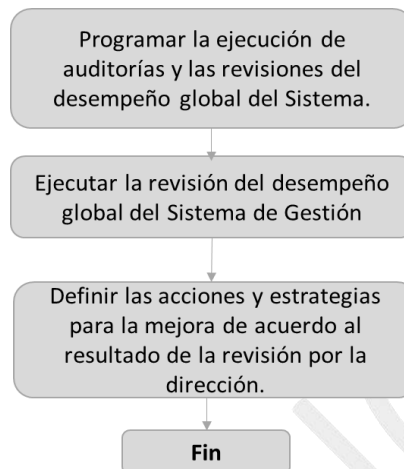 Programar la ejecución de
auditorías y las revisiones del
desempeño global del Sistema.
Ejecutar la revisión del desempeño
global del Sistema de Gestión
Definir las acciones y estrategias
para la mejora de acuerdo al
resultado de la revisión por la
dirección.
Fin